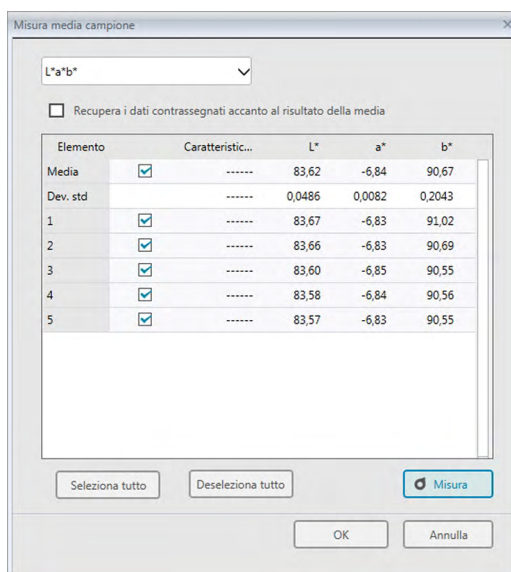 Misura media campione
L*a*b*
Recupera i dati contrassegnati accanto al risultato della media
Elemento Caratteristic... L* a* b*
Media ------ 83,62 -6,84 90,67
Dev. std ------ 0,0486 0,0082 0,2043
1 ------ 83,67 -6,83 91,02
2 ------ 83,66 -6,83 90,69
3 ------ 83,60 -6,85 90,55
4 ------ 83,58 -6,84 90,56
5 ------ 83,57 -6,83 90,55
Seleziona tutto Deseleziona tutto Misura
OK Annulla